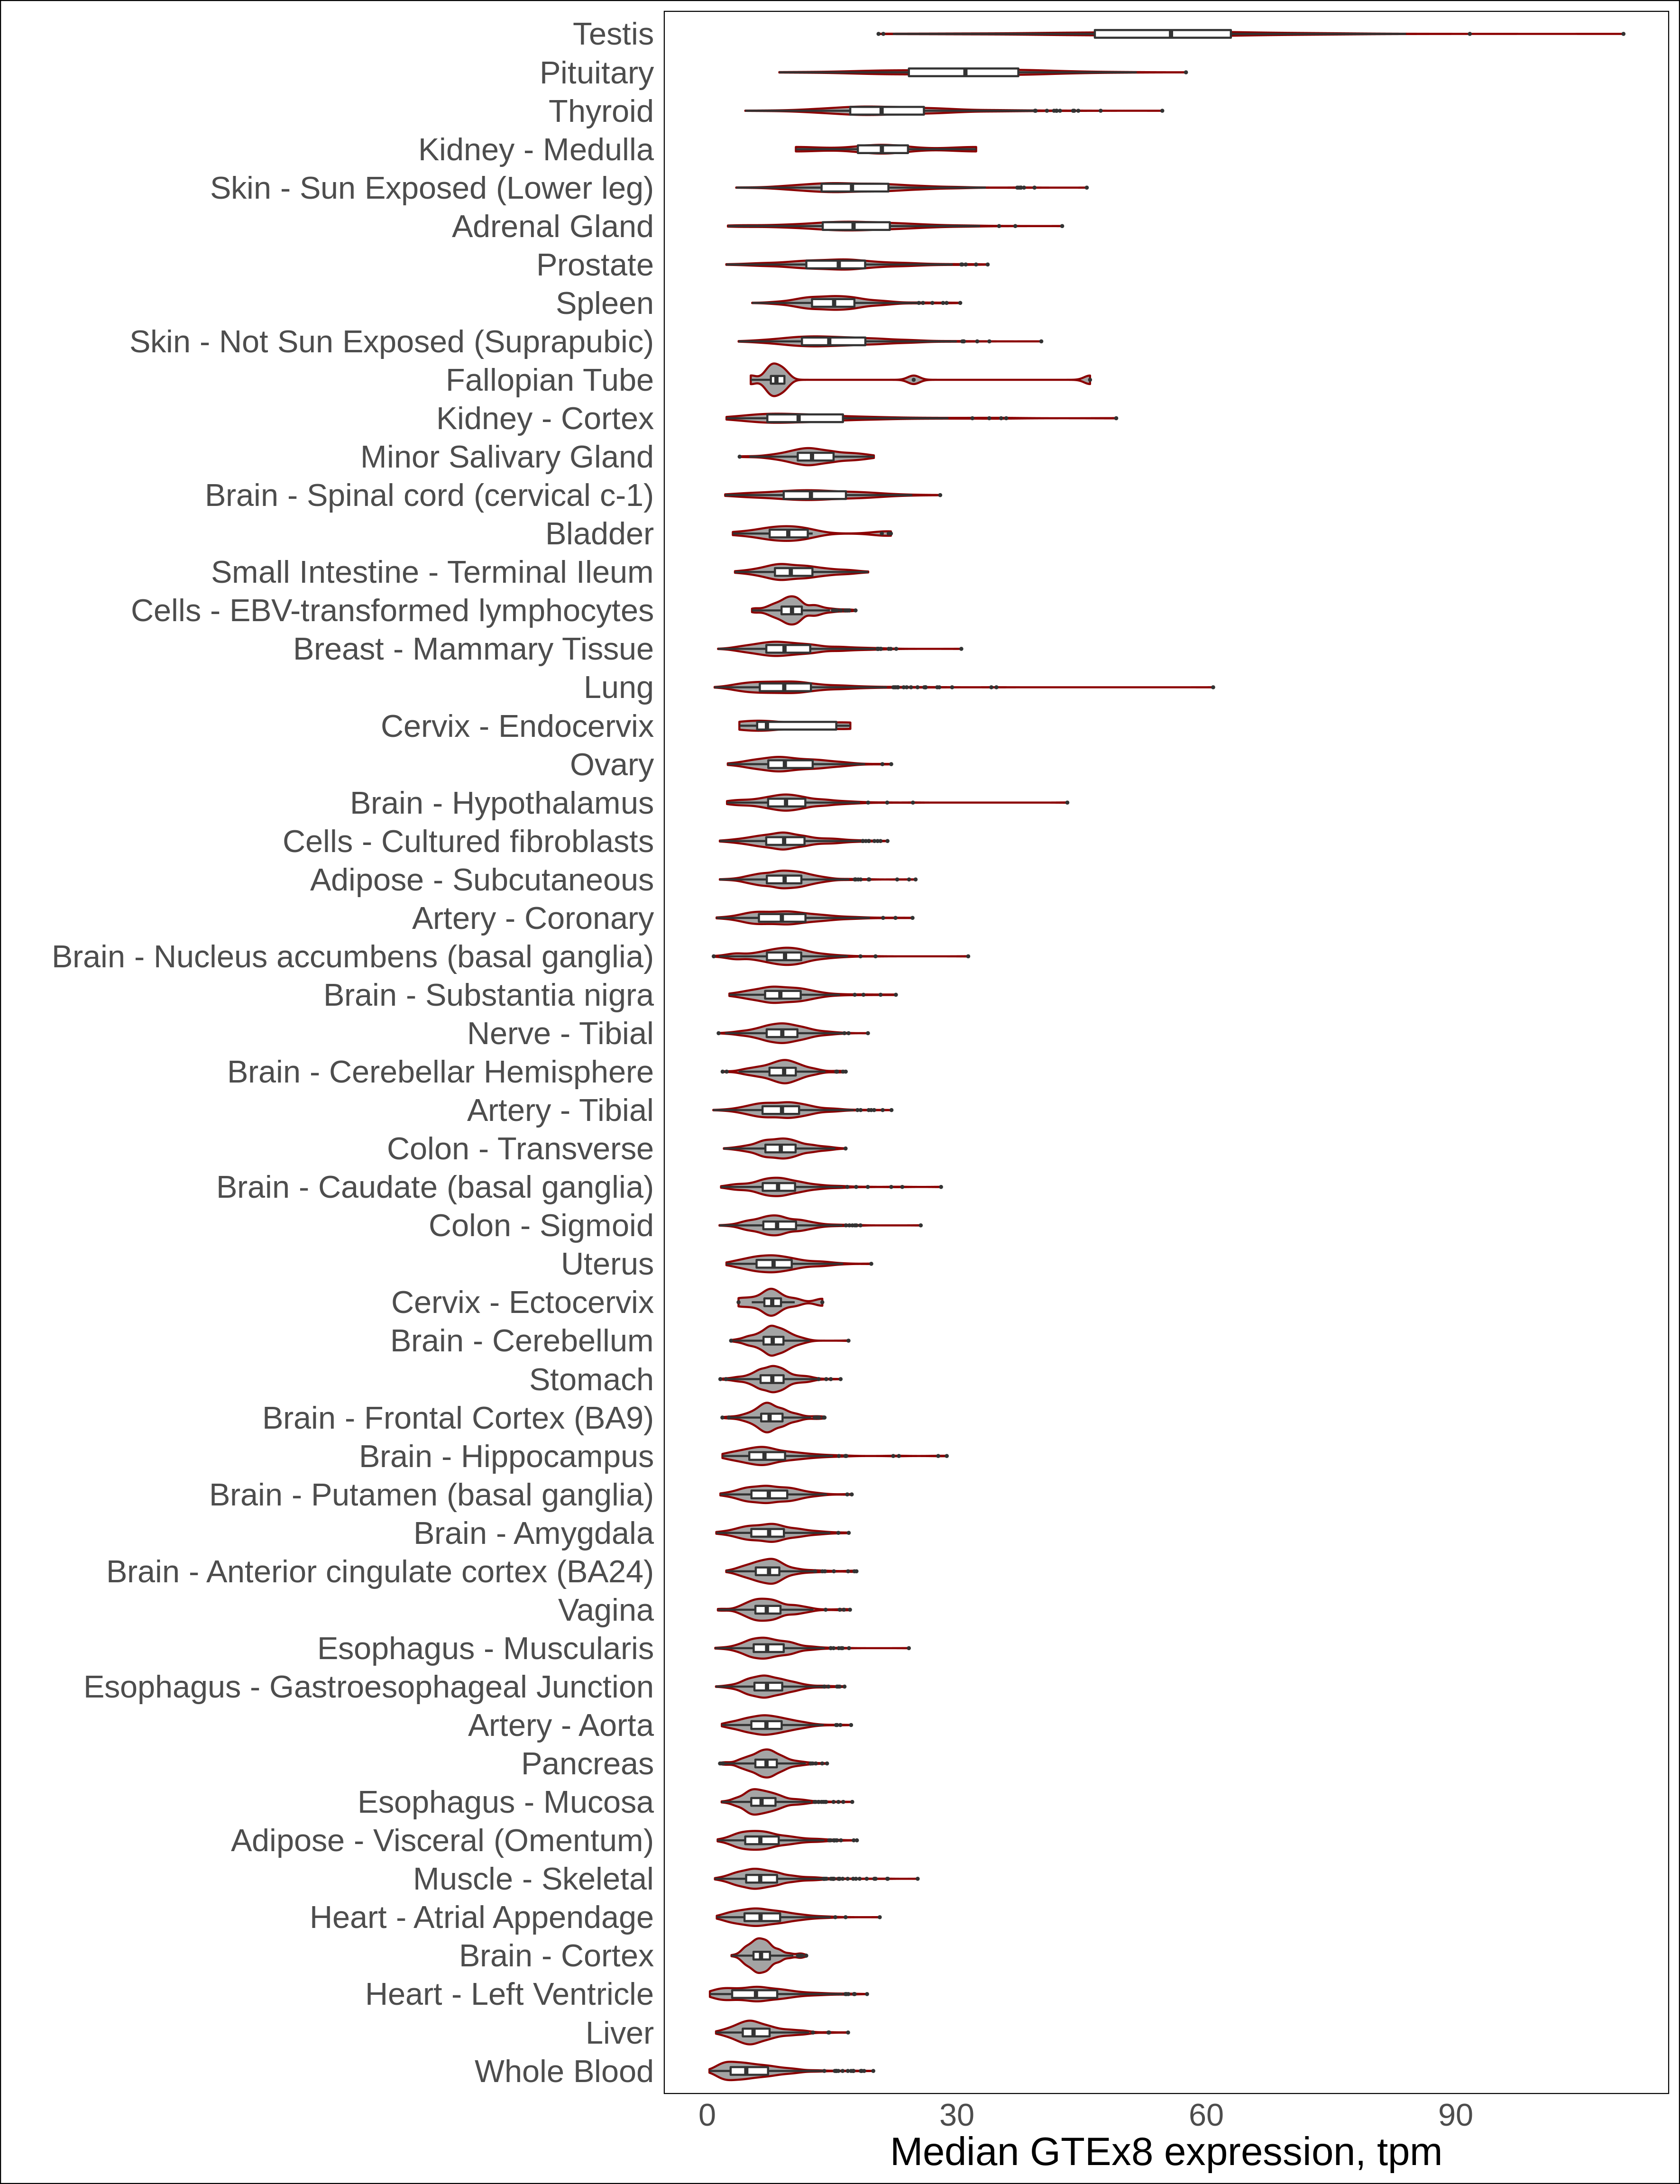 Testis
Pituitary
Thyroid
Kidney - Medulla
Skin - Sun Exposed (Lower leg)
Adrenal Gland
Prostate
Spleen
Skin - Not Sun Exposed (Suprapubic)
Fallopian Tube
Kidney - Cortex
Minor Salivary Gland
Brain - Spinal cord (cervical c-1)
Bladder
Small Intestine - Terminal Ileum
Cells - EBV-transformed lymphocytes
Breast - Mammary Tissue
Lung
Cervix - Endocervix
Ovary
Brain - Hypothalamus
Cells - Cultured fibroblasts
Adipose - Subcutaneous
Artery - Coronary
Brain - Nucleus accumbens (basal ganglia)
Brain - Substantia nigra
Nerve - Tibial
Brain - Cerebellar Hemisphere
Artery - Tibial
Colon - Transverse
Brain - Caudate (basal ganglia)
Colon - Sigmoid
Uterus
Cervix - Ectocervix
Brain - Cerebellum
Stomach
Brain - Frontal Cortex (BA9)
Brain - Hippocampus
Brain - Putamen (basal ganglia)
Brain - Amygdala
Brain - Anterior cingulate cortex (BA24)
Vagina
Esophagus - Muscularis
Esophagus - Gastroesophageal Junction
Artery - Aorta
Pancreas
Esophagus - Mucosa
Adipose - Visceral (Omentum)
Muscle - Skeletal
Heart - Atrial Appendage
Brain - Cortex
Heart - Left Ventricle
Liver
Whole Blood
0 30 60 90
Median GTEx8 expression, tpm